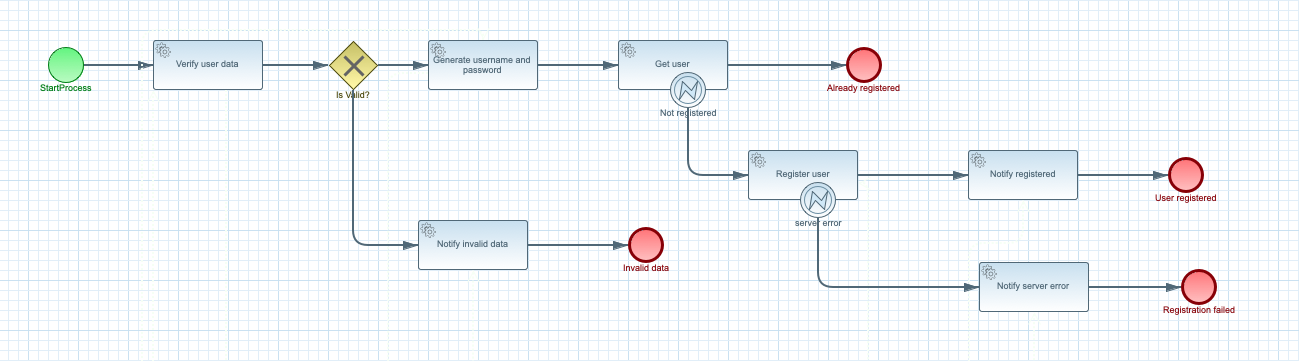 StartProcess
Verify user data
Is Valid?
Generate username and
password
Get user
Not registered
Already registered
Register user
server error
Notify registered
User registered
Notify invalid data
Invalid data
Notify server error
Registration failed